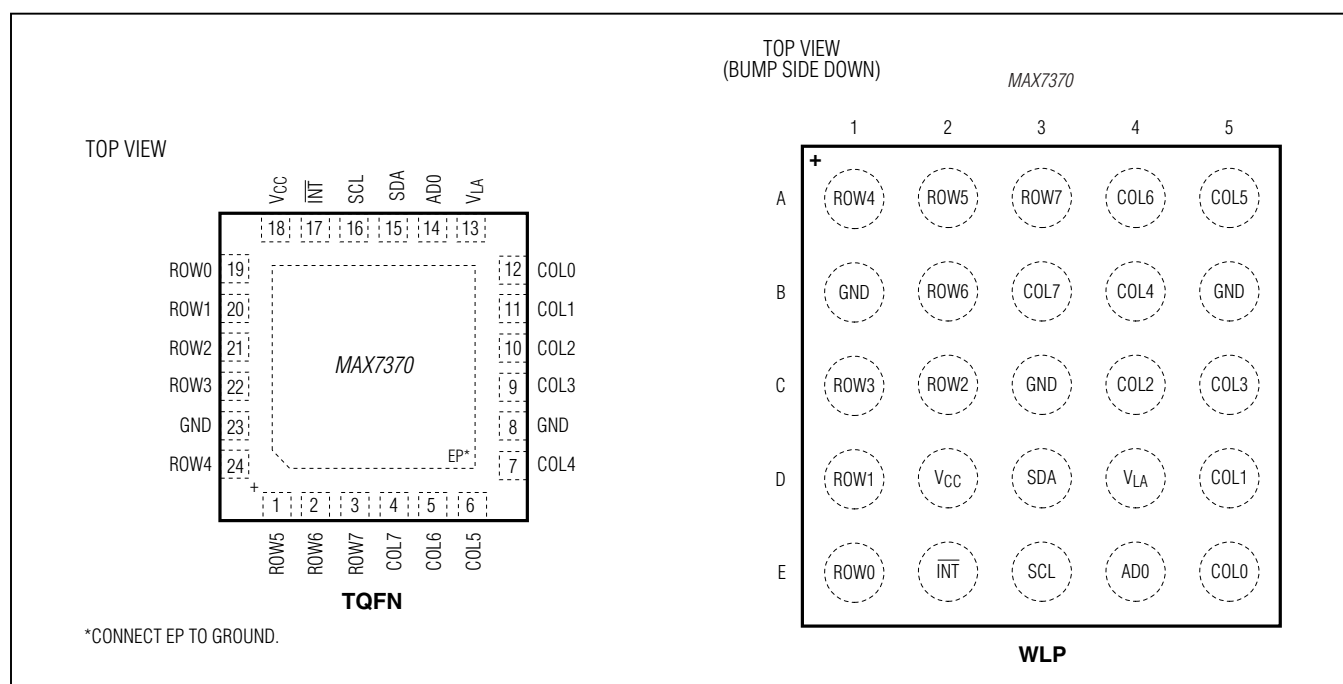 TOP VIEW
VCC INT SCL SDA AD0 VLA
18 17 16 15 14 13
ROW0 19 12 COL0
ROW1 20 11 COL1
ROW2 21 10 COL2
MAX7370
ROW3 22 9 COL3
GND 23 8 GND
EP*
ROW4 24 7 COL4
+
1 2 3 4 5 6
ROW5 ROW6 ROW7 COL7 COL6 COL5
TQFN
*CONNECT EP TO GROUND.
TOP VIEW
(BUMP SIDE DOWN)
MAX7370
1 2 3 4 5
+
A ROW4 ROW5 ROW7 COL6 COL5
B GND ROW6 COL7 COL4 GND
C ROW3 ROW2 GND COL2 COL3
D ROW1 VCC SDA VLA COL1
E ROW0 INT SCL AD0 COL0
WLP